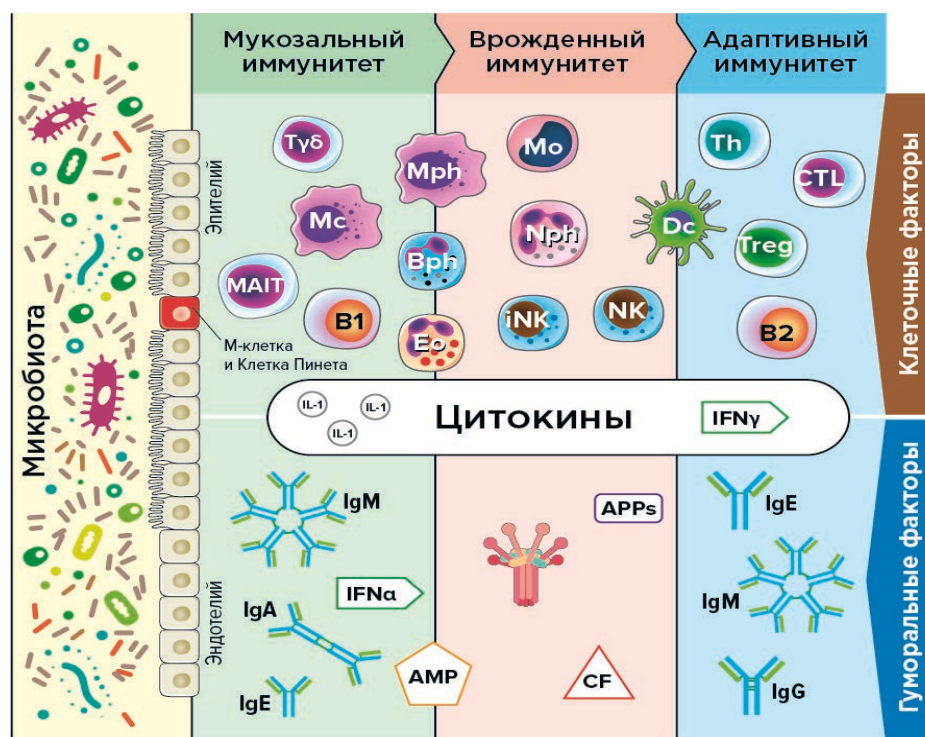 Мукозальный
иммунитет
Врожденный
иммунитет
Адаптивный
иммунитет
Микробиота
Эпителий
Эндотелий
Клеточные факторы
Гуморальные факторы
Tγδ
Mph
Mc
Bph
MAIT
B1
Eo
Mo
Nph
iNK
NK
Dc
Th
CTL
Treg
B2
М-клетка
и Клетка Пинета
IL-1
IL-1
IL-1
Цитокины
IFNγ
IgM
IFNα
IgA
IgE
AMP
APPs
CF
IgE
IgM
IgG